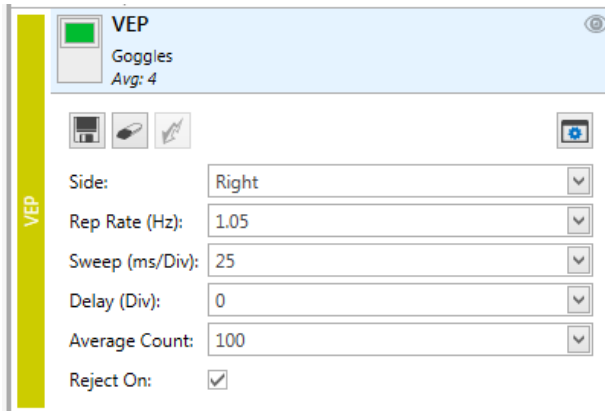 VEP
Goggles
Avg: 4
VEP
Side: Right
Rep Rate (Hz): 1.05
Sweep (ms/Div): 25
Delay (Div): 0
Average Count: 100
Reject On: